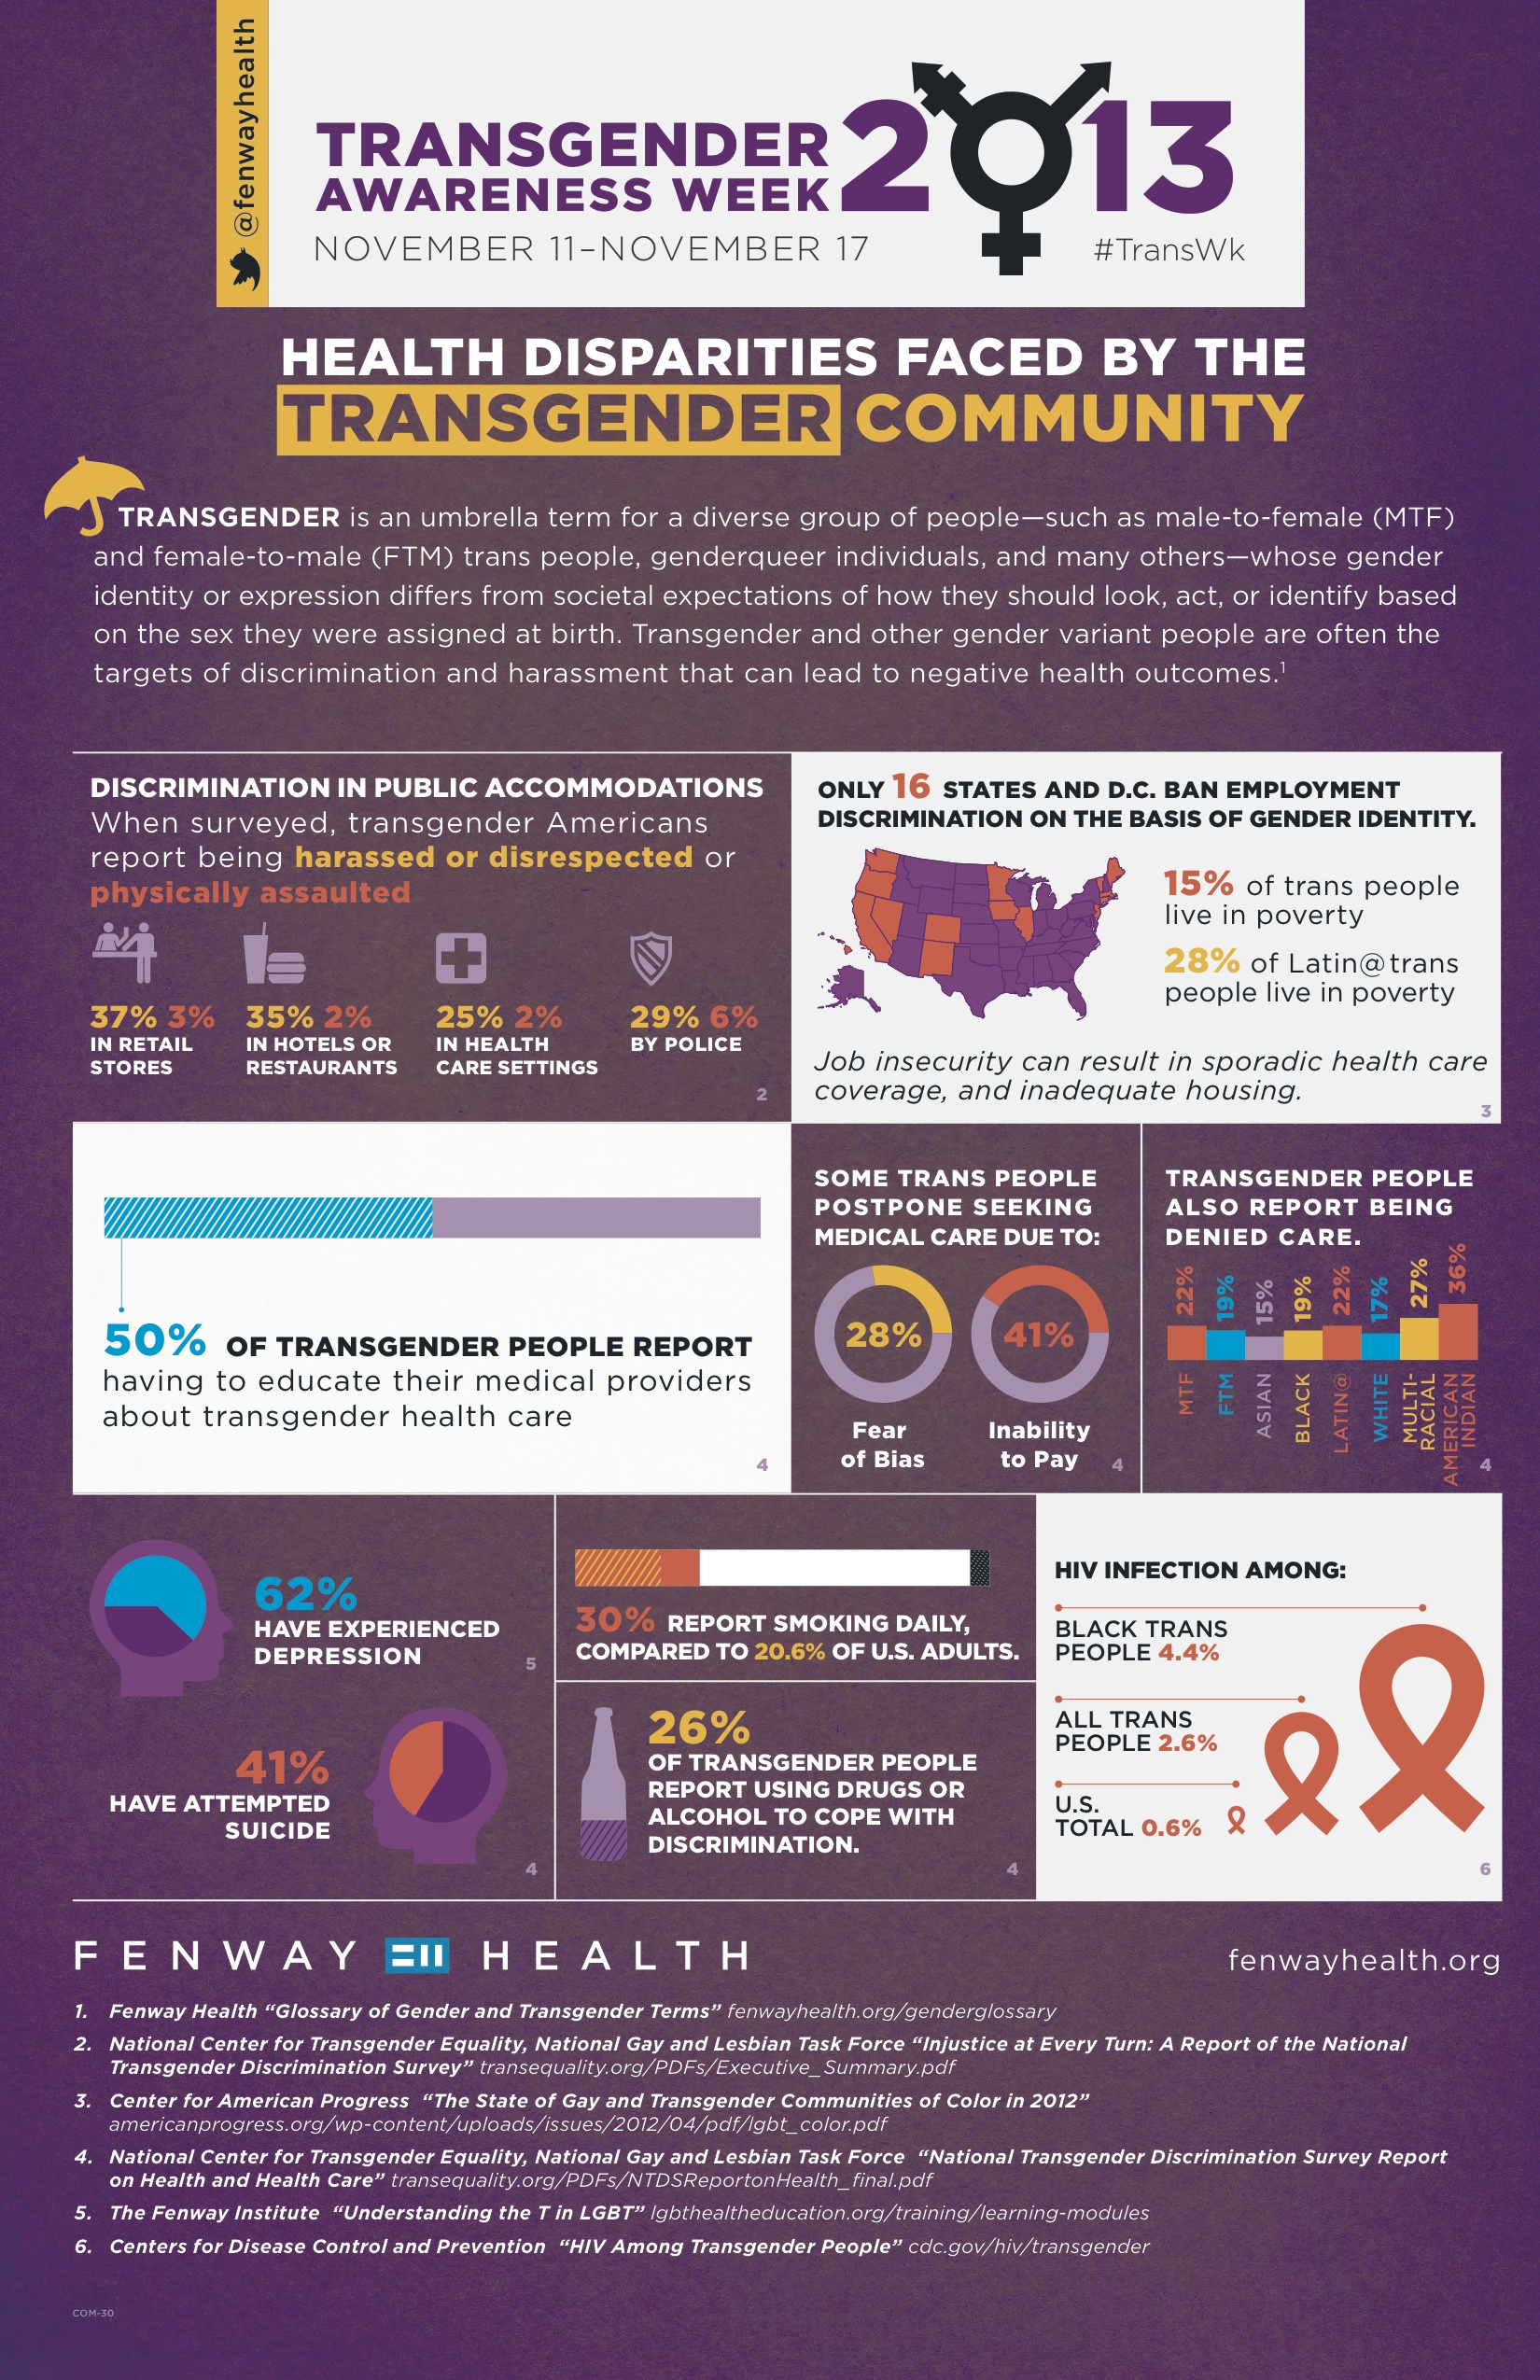 @fenwayhealth
TRANSGENDER
AWARENESS WEEK
2013
NOVEMBER 11–NOVEMBER 17
#TransWk
HEALTH DISPARITIES FACED BY THE
TRANSGENDER COMMUNITY
TRANSGENDER is an umbrella term for a diverse group of people—such as male-to-female (MTF)
and female-to-male (FTM) trans people, genderqueer individuals, and many others—whose gender
identity or expression differs from societal expectations of how they should look, act, or identify based
on the sex they were assigned at birth. Transgender and other gender variant people are often the
targets of discrimination and harassment that can lead to negative health outcomes.1
DISCRIMINATION IN PUBLIC ACCOMMODATIONS
When surveyed, transgender Americans
report being harassed or disrespected or
physically assaulted
37% 3%
IN RETAIL
STORES
35% 2%
IN HOTELS OR
RESTAURANTS
25% 2%
IN HEALTH
CARE SETTINGS
29% 6%
BY POLICE
2
ONLY 16 STATES AND D.C. BAN EMPLOYMENT
DISCRIMINATION ON THE BASIS OF GENDER IDENTITY.
15% of trans people
live in poverty
28% of Latin@ trans
people live in poverty
Job insecurity can result in sporadic health care
coverage, and inadequate housing.
3
50% OF TRANSGENDER PEOPLE REPORT
having to educate their medical providers
about transgender health care
4
SOME TRANS PEOPLE
POSTPONE SEEKING
MEDICAL CARE DUE TO:
28%
Fear
of Bias
41%
Inability
to Pay
4
TRANSGENDER PEOPLE
ALSO REPORT BEING
DENIED CARE.
22%
19%
15%
19%
22%
17%
27%
36%
MTF
FTM
ASIAN
BLACK
LATIN@
WHITE
MULTI-
RACIAL
AMERICAN
INDIAN
4
62%
HAVE EXPERIENCED
DEPRESSION
5
41%
HAVE ATTEMPTED
SUICIDE
4
30% REPORT SMOKING DAILY,
COMPARED TO 20.6% OF U.S. ADULTS.
26%
OF TRANSGENDER PEOPLE
REPORT USING DRUGS OR
ALCOHOL TO COPE WITH
DISCRIMINATION.
4
HIV INFECTION AMONG:
BLACK TRANS
PEOPLE 4.4%
ALL TRANS
PEOPLE 2.6%
U.S.
TOTAL 0.6%
6
FENWAY HEALTH
fenwayhealth.org
1. Fenway Health “Glossary of Gender and Transgender Terms” fenwayhealth.org/genderglossary
2. National Center for Transgender Equality, National Gay and Lesbian Task Force “Injustice at Every Turn: A Report of the National
Transgender Discrimination Survey” transequality.org/PDFs/Executive_Summary.pdf
3. Center for American Progress “The State of Gay and Transgender Communities of Color in 2012”
americanprogress.org/wp-content/uploads/issues/2012/04/pdf/lgbt_color.pdf
4. National Center for Transgender Equality, National Gay and Lesbian Task Force “National Transgender Discrimination Survey Report
on Health and Health Care” transequality.org/PDFs/NTDSReportonHealth_final.pdf
5. The Fenway Institute “Understanding the T in LGBT” lgbthealtheducation.org/training/learning-modules
6. Centers for Disease Control and Prevention “HIV Among Transgender People” cdc.gov/hiv/transgender
COM-30